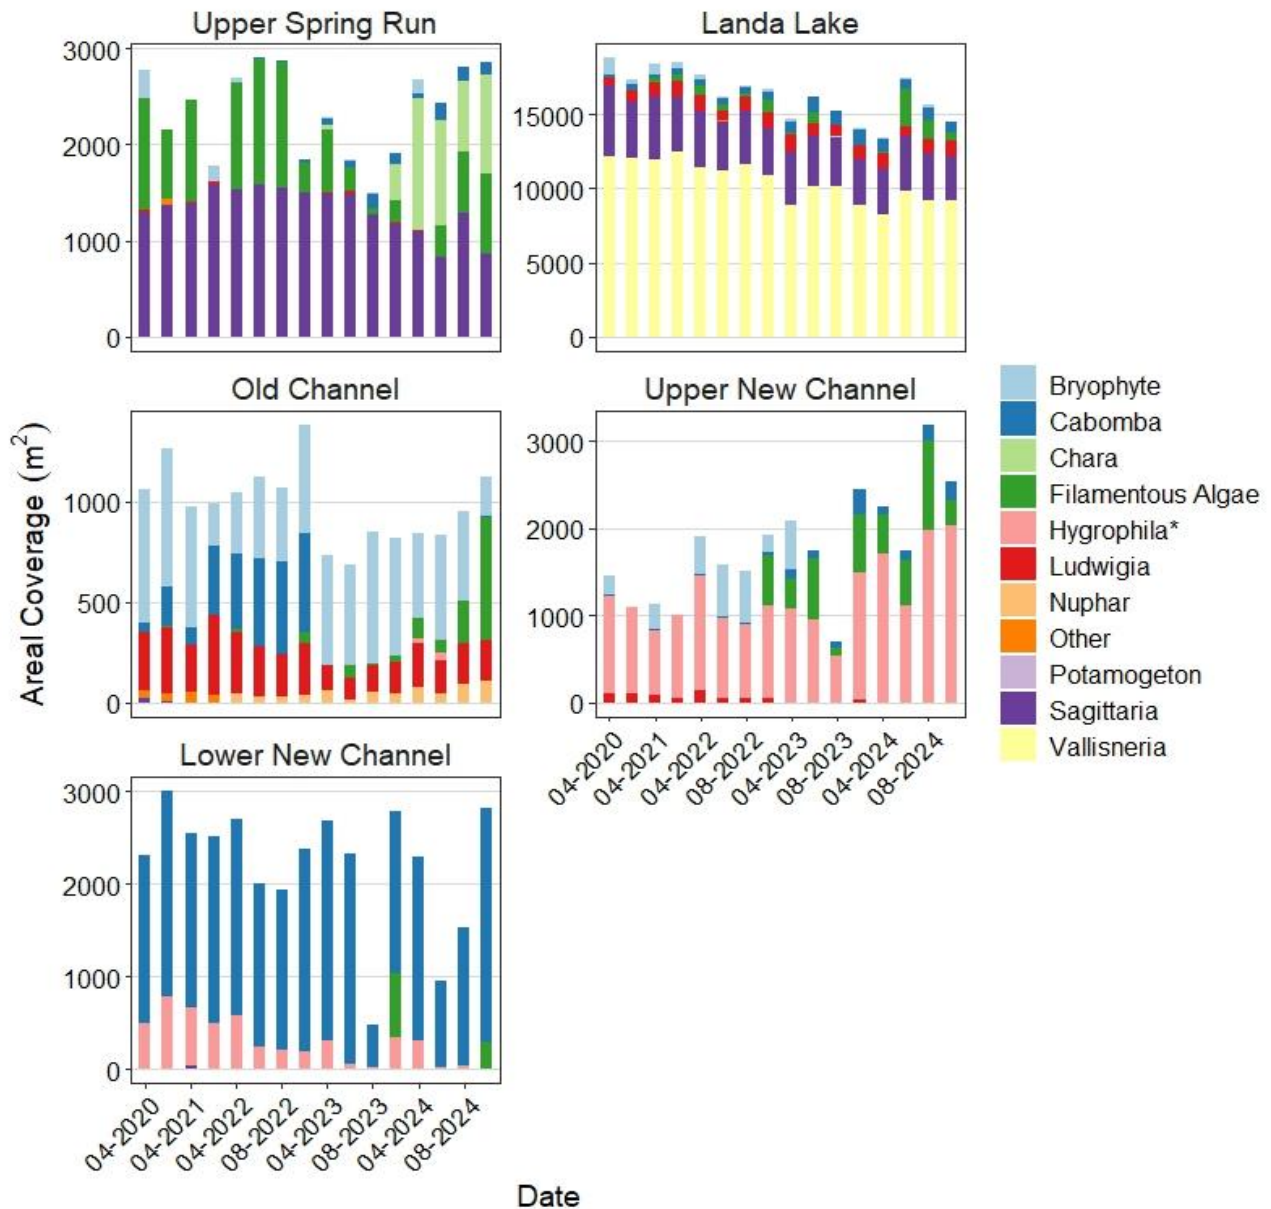 Upper Spring Run
Landa Lake
3000
2000
1000
0
15000
10000
5000
0
Old Channel
Upper New Channel
1000
500
0
3000
2000
1000
0
04-2020
04-2021
04-2022
08-2022
04-2023
08-2023
04-2024
08-2024
Lower New Channel
3000
2000
1000
0
04-2020
04-2021
04-2022
08-2022
04-2023
08-2023
04-2024
08-2024
Areal Coverage (m²)
Date
Bryophyte
Cabomba
Chara
Filamentous Algae
Hygrophila*
Ludwigia
Nuphar
Other
Potamogeton
Sagittaria
Vallisneria